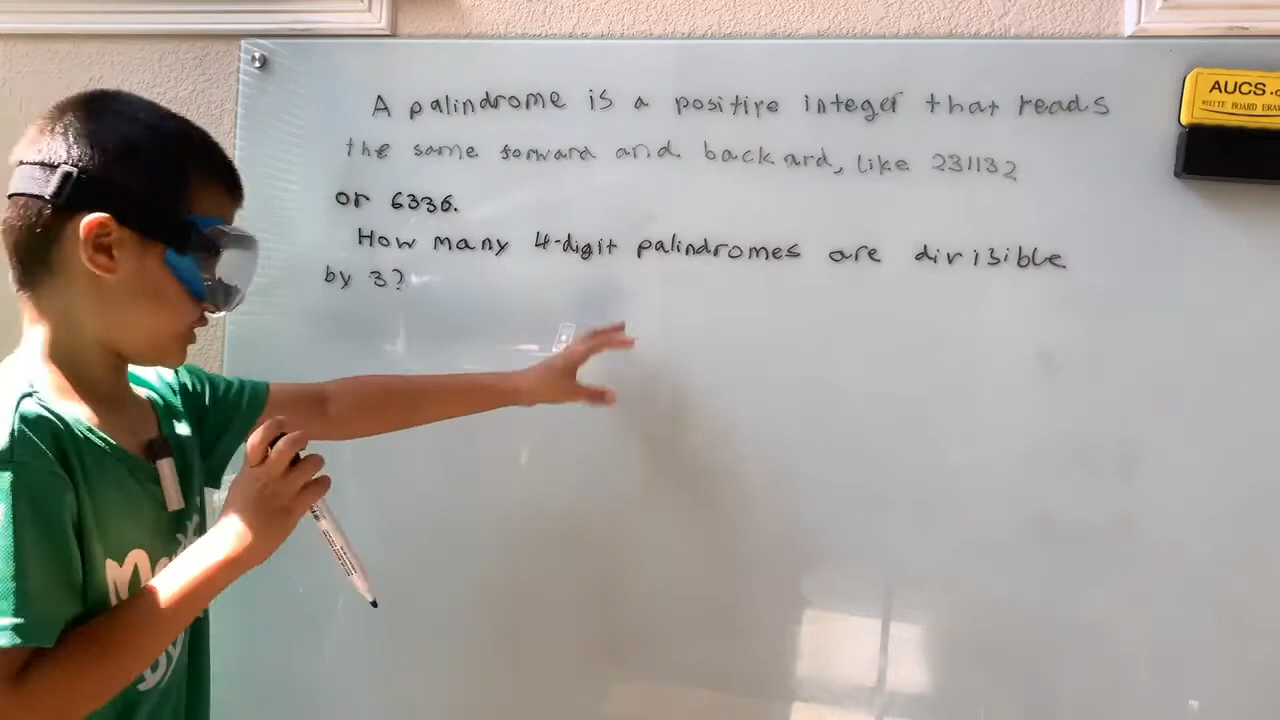 A palindrome is a positive integer that reads
the same forward and backard, like 231132
or 6336.
How many 4-digit palindromes are divisible
by 3?
AUCS
WHITE BOARD